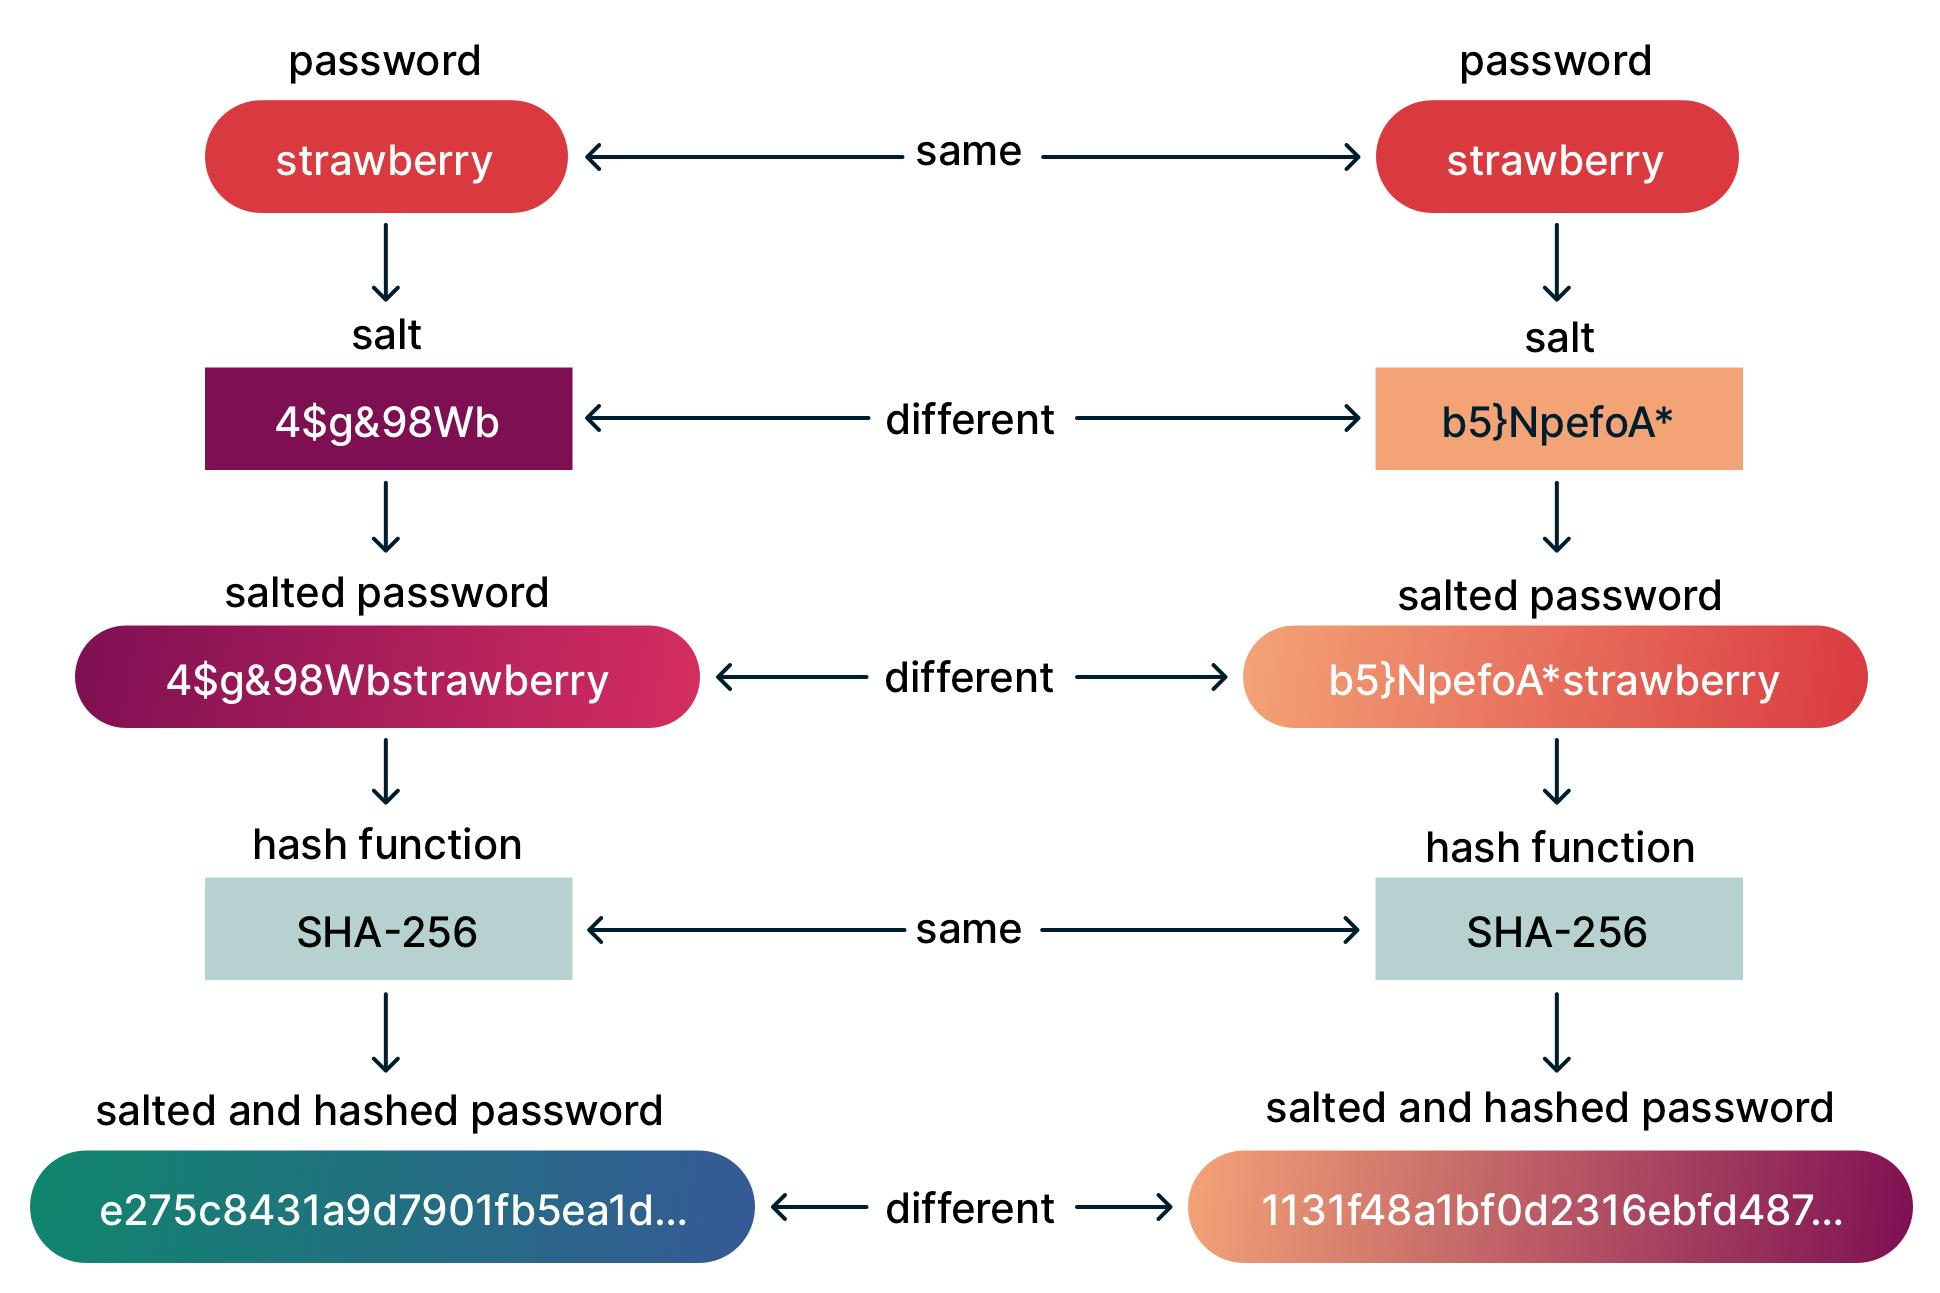 password
password
strawberry
same
strawberry
salt
salt
4$g&98Wb
different
b5}NpefoA*
salted password
salted password
4$g&98Wbstrawberry
different
b5}NpefoA*strawberry
hash function
hash function
SHA-256
same
SHA-256
salted and hashed password
salted and hashed password
e275c8431a9d7901fb5ea1d...
different
1131f48a1bf0d2316ebfd487...